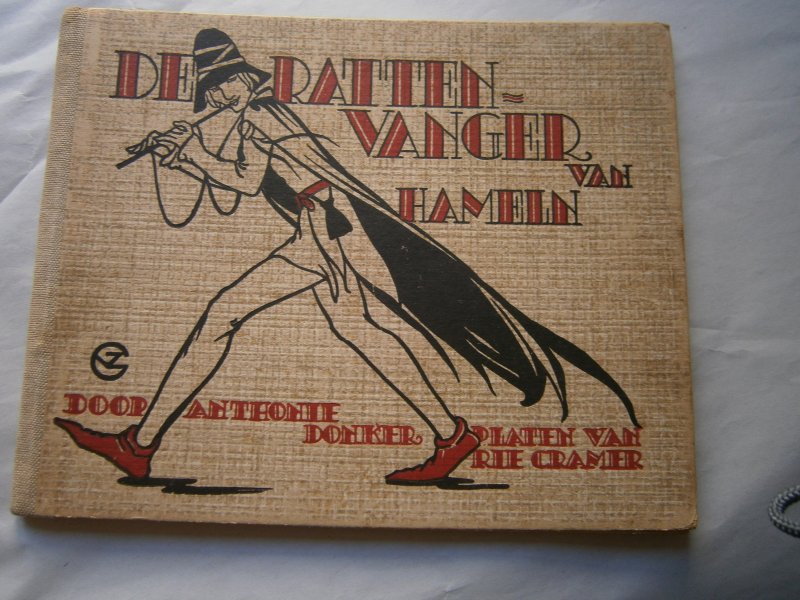 DE RATTEN-
VANGER
VAN
HAMELN
DOOR ANTHONIE
DONKER
PLATEN VAN
RIE CRAMER